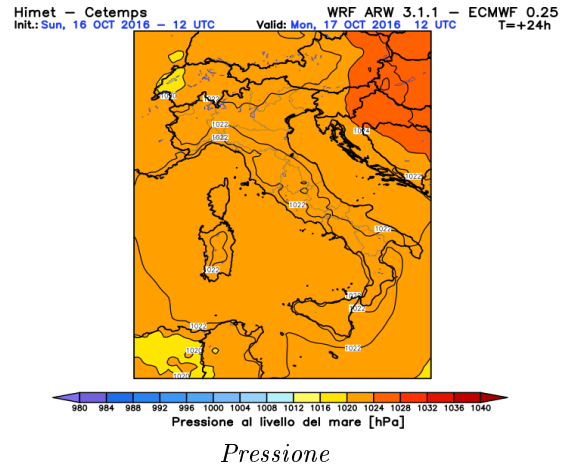 Himet – Cetemps WRF ARW 3.1.1 – ECMWF 0.25
Init.: Sun, 16 OCT 2016 – 12 UTC Valid: Mon, 17 OCT 2016 12 UTC T=+24h
1022
1022
1022
1024
1022
1022
1022
1022
1022
1022
1022
1020
980 984 988 992 996 1000 1004 1008 1012 1016 1020 1024 1028 1032 1036 1040
Pressione al livello del mare [hPa]
Pressione